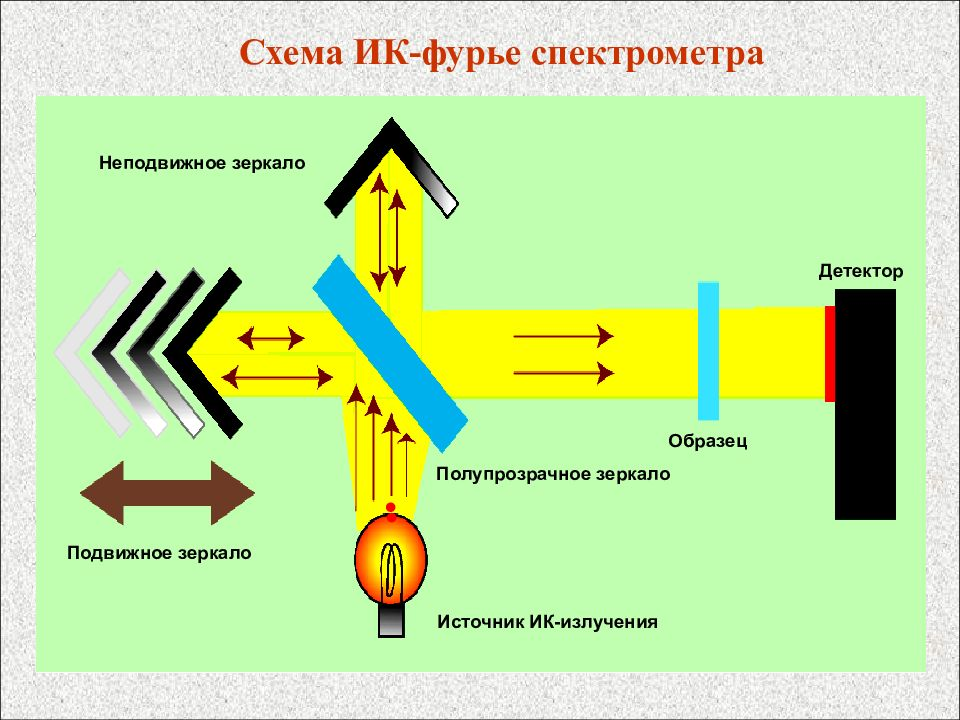 Схема ИК-фурье спектрометра
Неподвижное зеркало
Детектор
Образец
Полупрозрачное зеркало
Подвижное зеркало
Источник ИК-излучения